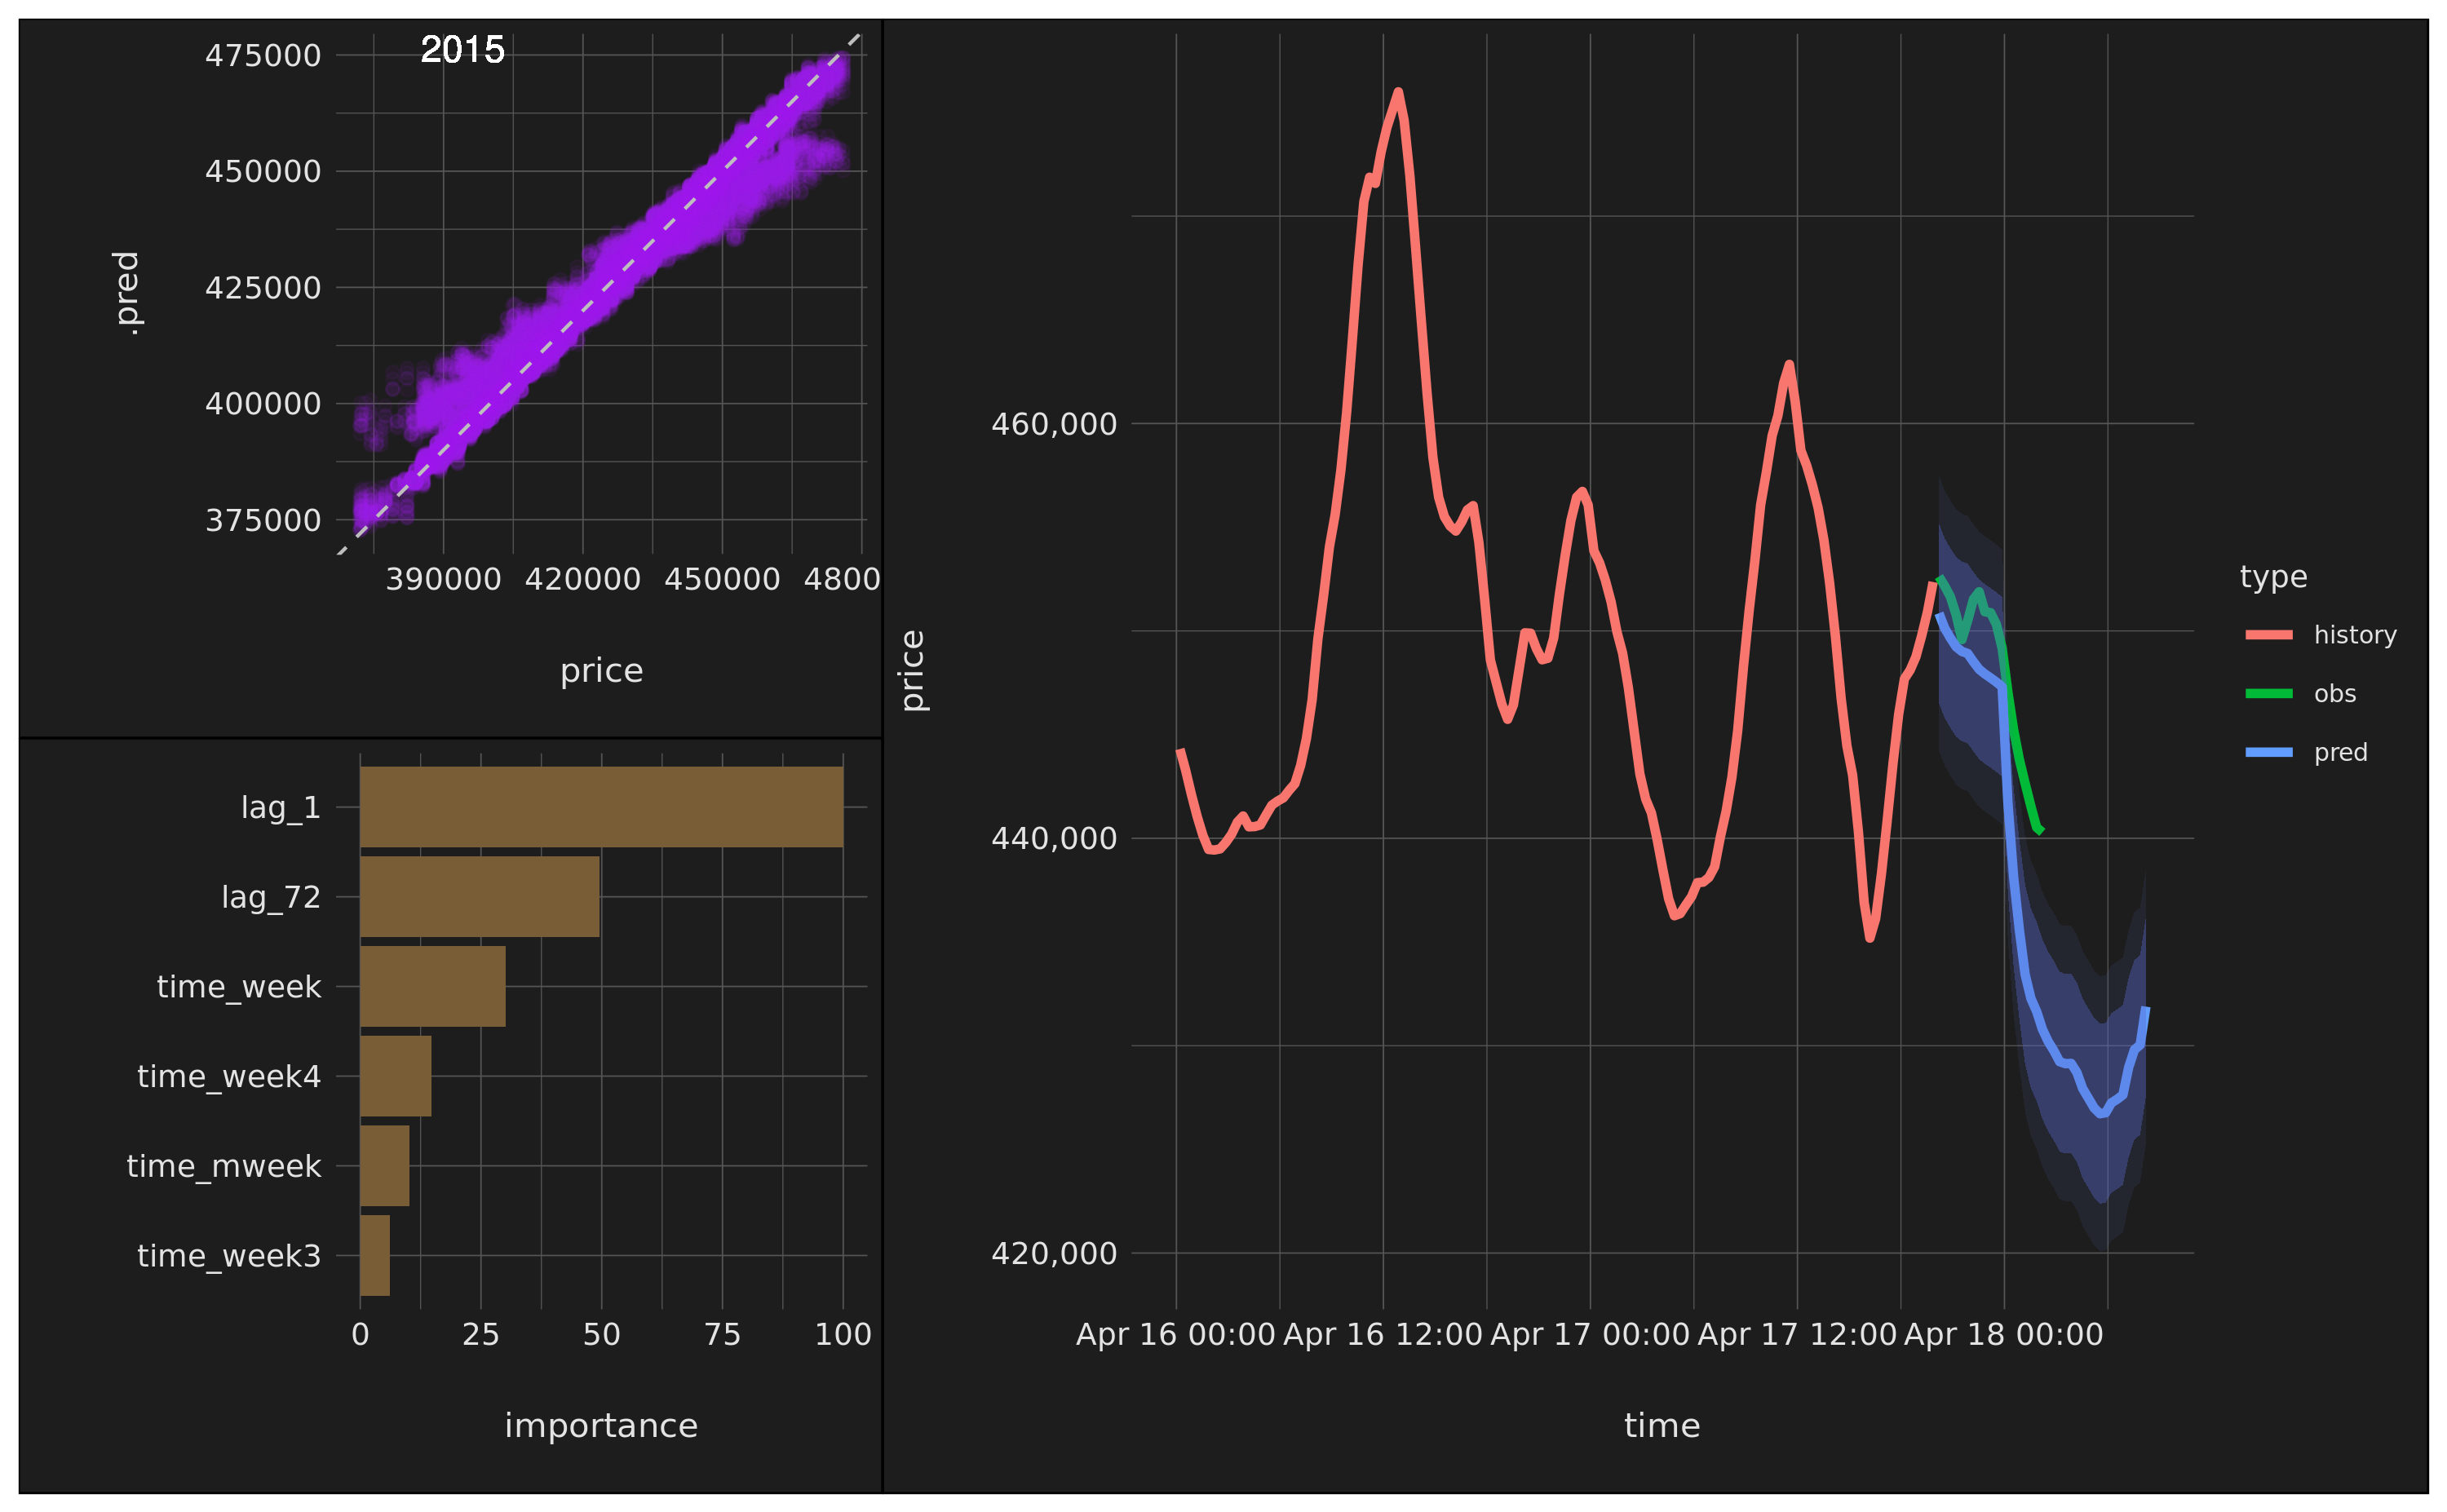 2015
475000
450000
425000
400000
375000
.pred
390000 420000 450000 4800
price
lag_1
lag_72
time_week
time_week4
time_mweek
time_week3
0 25 50 75 100
importance
460,000
440,000
420,000
price
Apr 16 00:00 Apr 16 12:00 Apr 17 00:00 Apr 17 12:00 Apr 18 00:00
time
type
history
obs
pred